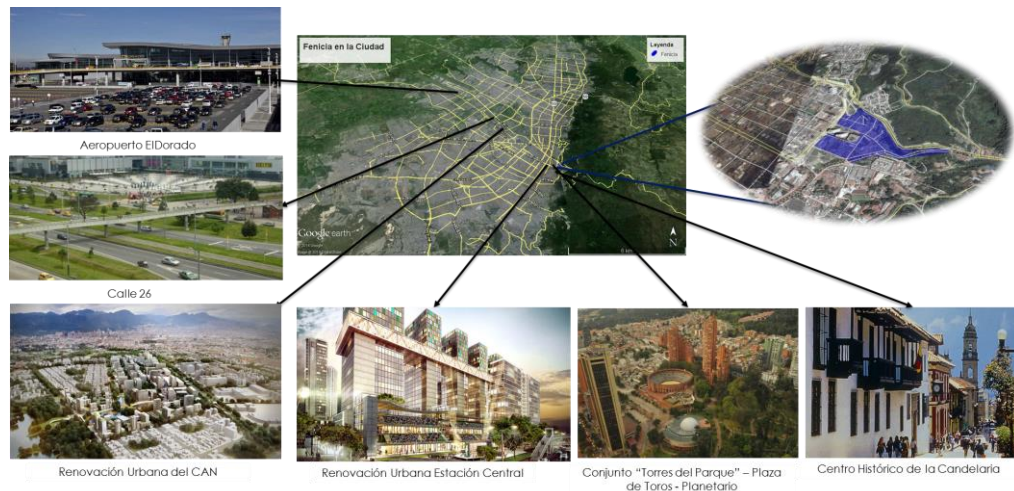 Fenicia en la Ciudad
Leyenda
Fenicia
Aeropuerto ElDorado
Google earth
N
Calle 26
Renovación Urbana del CAN
Renovación Urbana Estación Central
Conjunto “Torres del Parque” – Plaza
de Toros - Planetario
Centro Histórico de la Candelaria